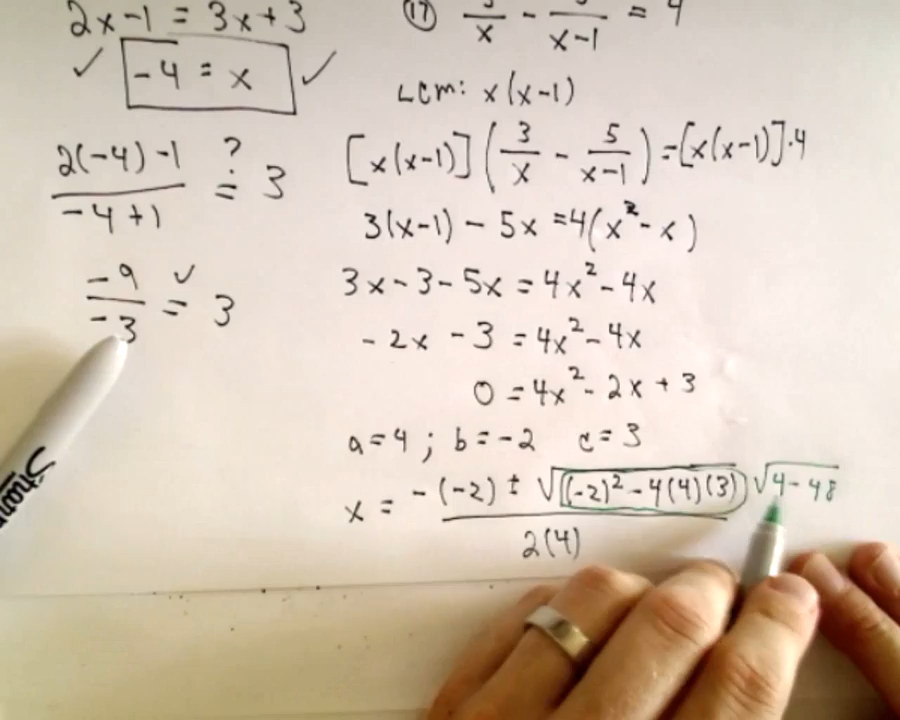 2x-1 = 3x+3
✓ -4 = x ✓
2(-4)-1 / -4+1 ?= 3
-9 / -3 ✓= 3
⑰ 3/x - 5/x-1 = 4
LCM: x(x-1)
[x(x-1)] (3/x - 5/x-1) = [x(x-1)]·4
3(x-1) - 5x = 4(x² - x)
3x - 3 - 5x = 4x² - 4x
-2x - 3 = 4x² - 4x
0 = 4x² - 2x + 3
a = 4 ; b = -2 c = 3
x = -(-2) ± √((-2)² - 4(4)(3)) / 2(4) √4 - 48
Sharpie